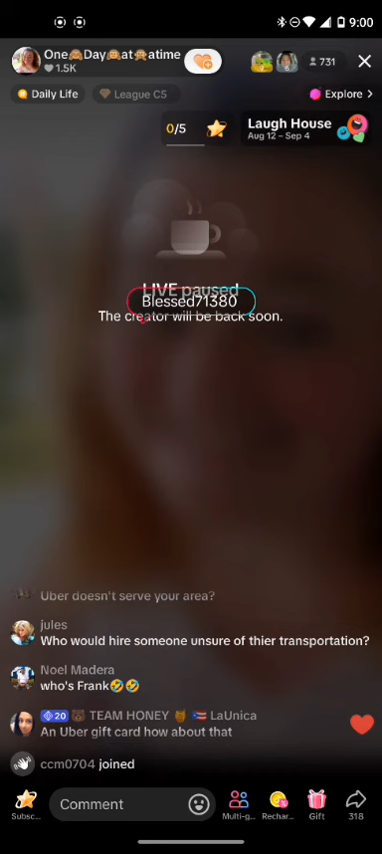 9:00
One🙈Day🙉at🙊atime
1.5K
731
Daily Life
League C5
Explore >
0/5
Laugh House
Aug 12 – Sep 4
LIVE paused
Blessed71380
The creator will be back soon.
Uber doesn't serve your area?
jules
Who would hire someone unsure of thier transportation?
Noel Madera
who's Frank🤣🤣
20 🐻 TEAM HONEY 🍯 🇵🇷 LaUnica
An Uber gift card how about that
ccm0704 joined
Comment
Subsc...
Multi-g...
Rechar...
Gift
318